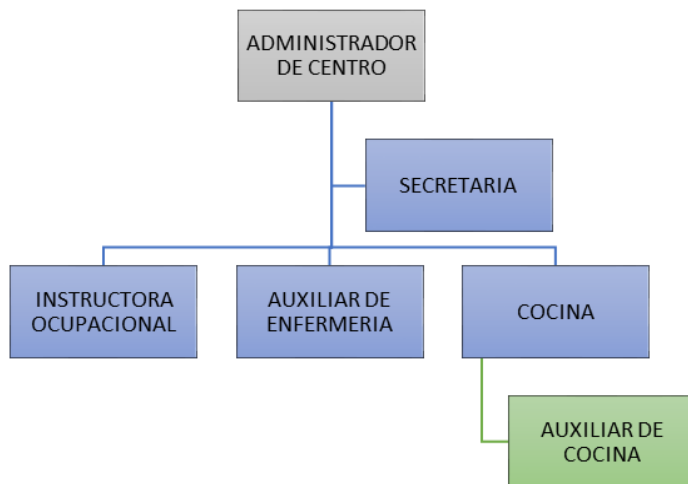 ADMINISTRADOR
DE CENTRO
SECRETARIA
INSTRUCTORA
OCUPACIONAL
AUXILIAR DE
ENFERMERIA
COCINA
AUXILIAR DE
COCINA